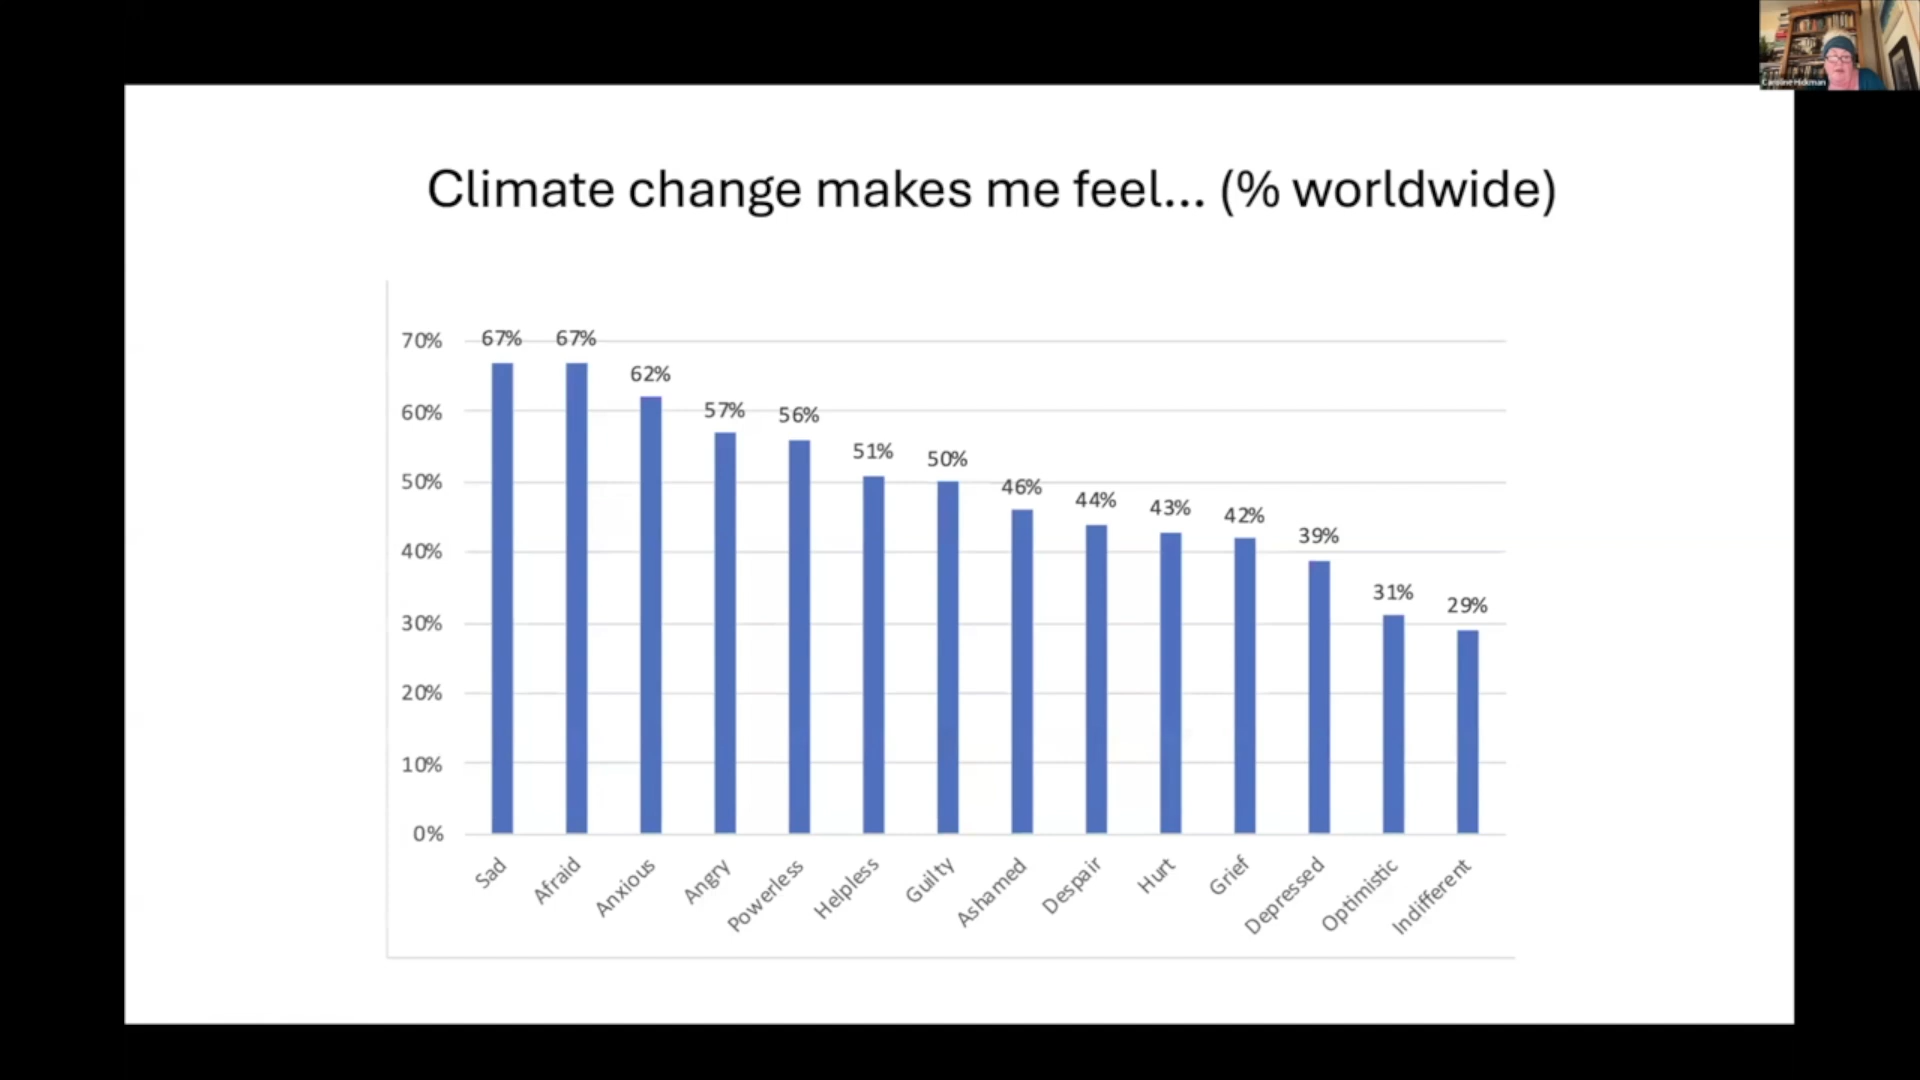 Caroline Hickman
Climate change makes me feel... (% worldwide)
70%
60%
50%
40%
30%
20%
10%
0%
67%
67%
62%
57%
56%
51%
50%
46%
44%
43%
42%
39%
31%
29%
Sad
Afraid
Anxious
Angry
Powerless
Helpless
Guilty
Ashamed
Despair
Hurt
Grief
Depressed
Optimistic
Indifferent